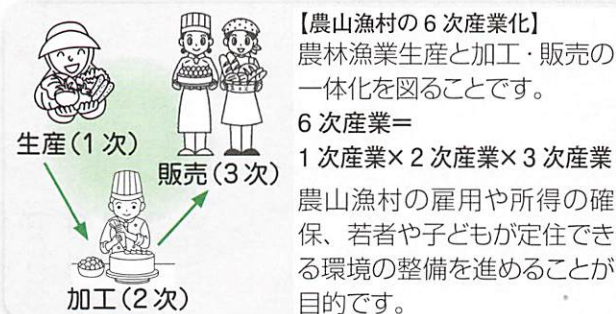 生産(1次)
販売(3次)
加工(2次)
【農山漁村の6次産業化】
農林漁業生産と加工・販売の
一体化を図ることです。
6次産業=
1次産業×2次産業×3次産業
農山漁村の雇用や所得の確
保、若者や子どもが定住でき
る環境の整備を進めることが
目的です。